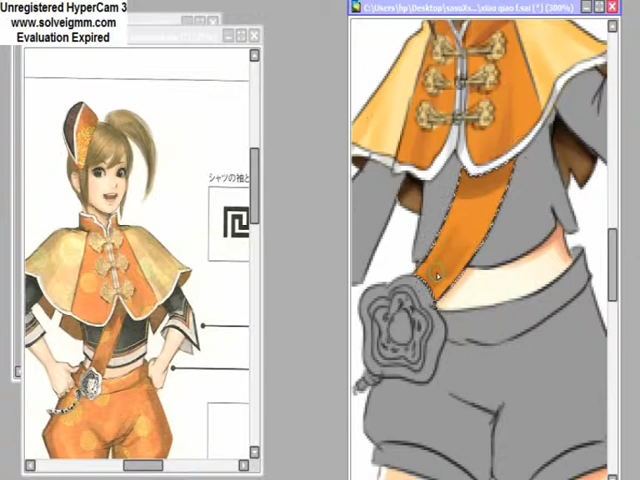 Unregistered HyperCam 3
www.solveigmm.com
Evaluation Expired
C:\Users\hp\Desktop\
xiao qiao f.sai (*) (300%)
シャツの袖と